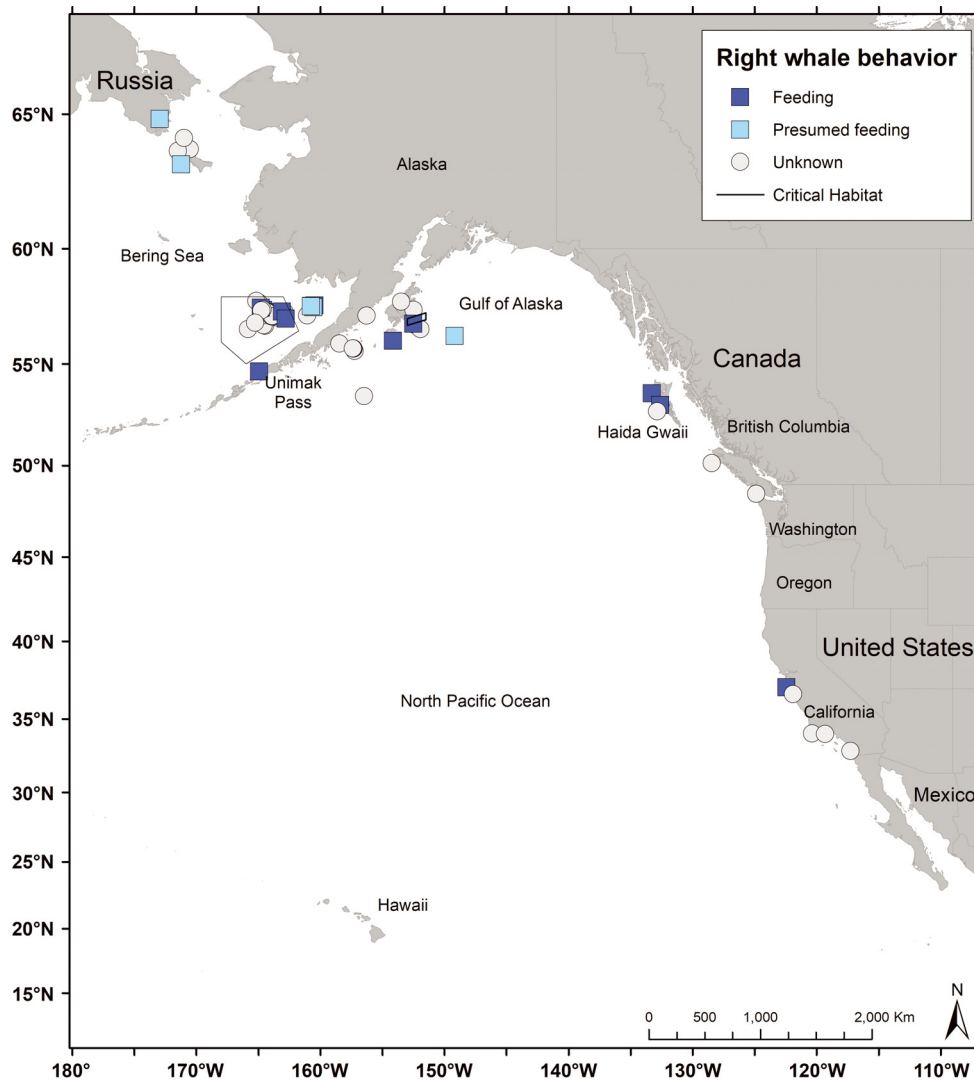 Right whale behavior
Feeding
Presumed feeding
Unknown
Critical Habitat
Russia
Alaska
Bering Sea
Gulf of Alaska
Unimak
Pass
Canada
Haida Gwaii
British Columbia
Washington
Oregon
United States
North Pacific Ocean
California
Mexico
Hawaii
65°N
60°N
55°N
50°N
45°N
40°N
35°N
30°N
25°N
20°N
15°N
N
0 500 1,000 2,000 Km
180° 170°W 160°W 150°W 140°W 130°W 120°W 110°W